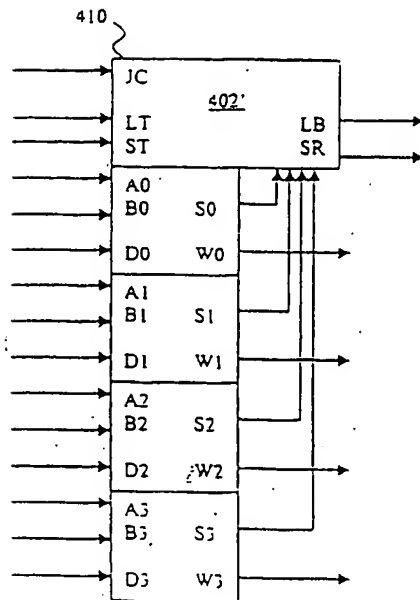 410
JC
402'
LT LB
ST SR
A0
B0 S0
D0 W0
A1
B1 S1
D1 W1
A2
B2 S2
D2 W2
A3
B3 S3
D3 W3